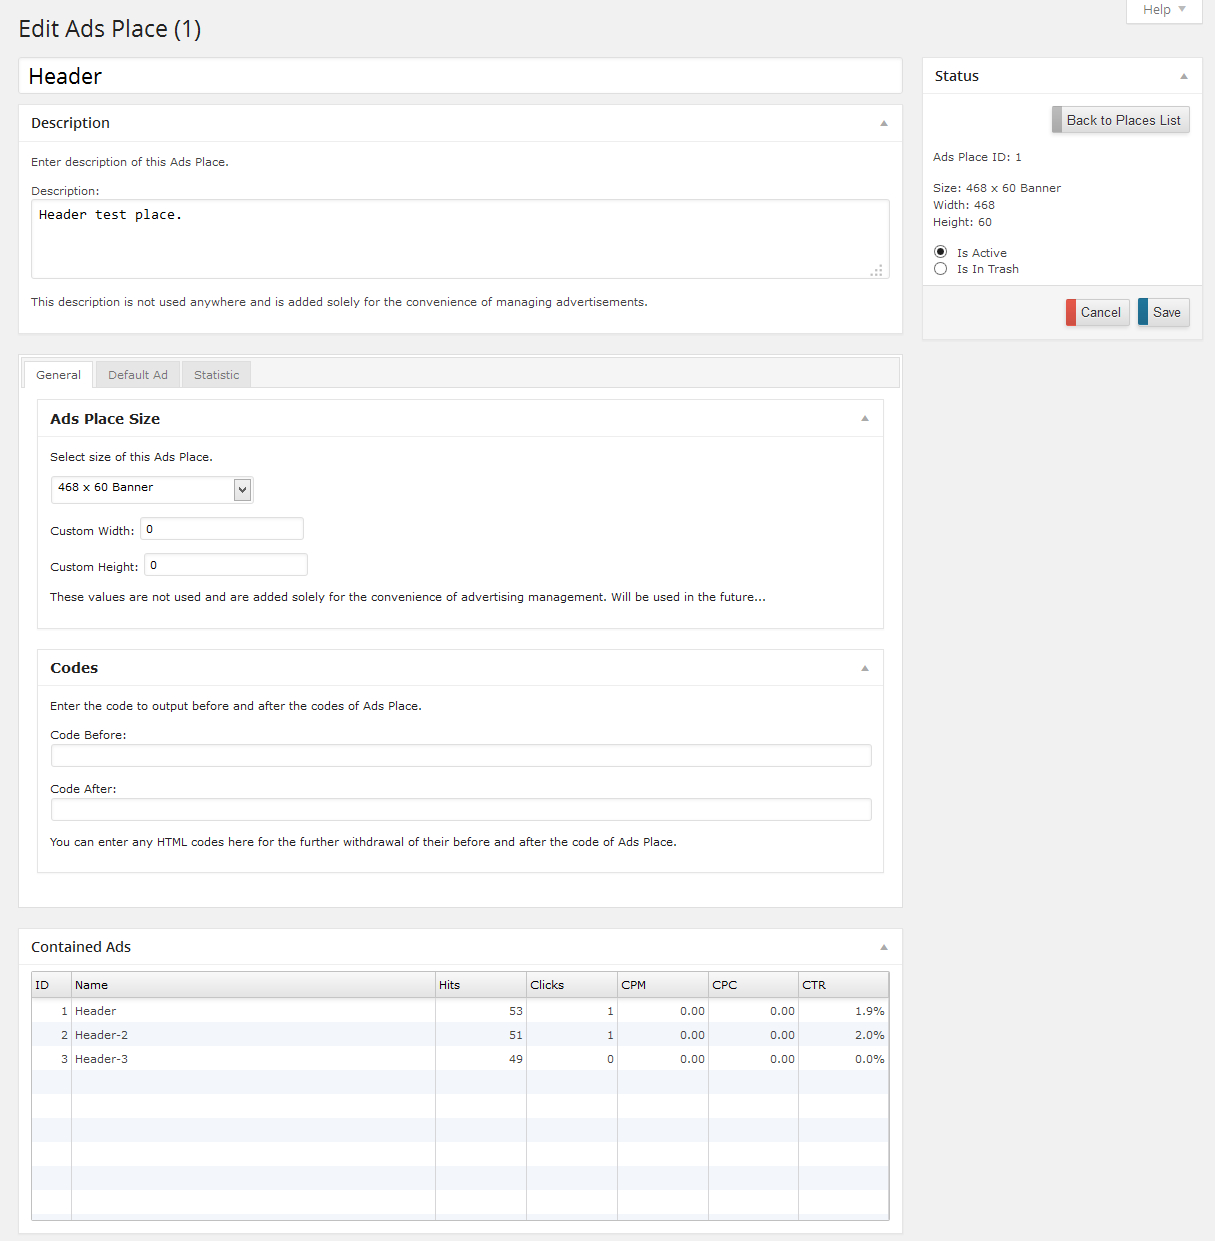 Help
Edit Ads Place (1)
Header
Description
Enter description of this Ads Place.
Description:
Header test place.
This description is not used anywhere and is added solely for the convenience of managing advertisements.
Status
Back to Places List
Ads Place ID: 1
Size: 468 x 60 Banner
Width: 468
Height: 60
Is Active
Is In Trash
Cancel Save
General Default Ad Statistic
Ads Place Size
Select size of this Ads Place.
468 x 60 Banner
Custom Width: 0
Custom Height: 0
These values are not used and are added solely for the convenience of advertising management. Will be used in the future...
Codes
Enter the code to output before and after the codes of Ads Place.
Code Before:
Code After:
You can enter any HTML codes here for the further withdrawal of their before and after the code of Ads Place.
Contained Ads
ID Name Hits Clicks CPM CPC CTR
1 Header 53 1 0.00 0.00 1.9%
2 Header-2 51 1 0.00 0.00 2.0%
3 Header-3 49 0 0.00 0.00 0.0%